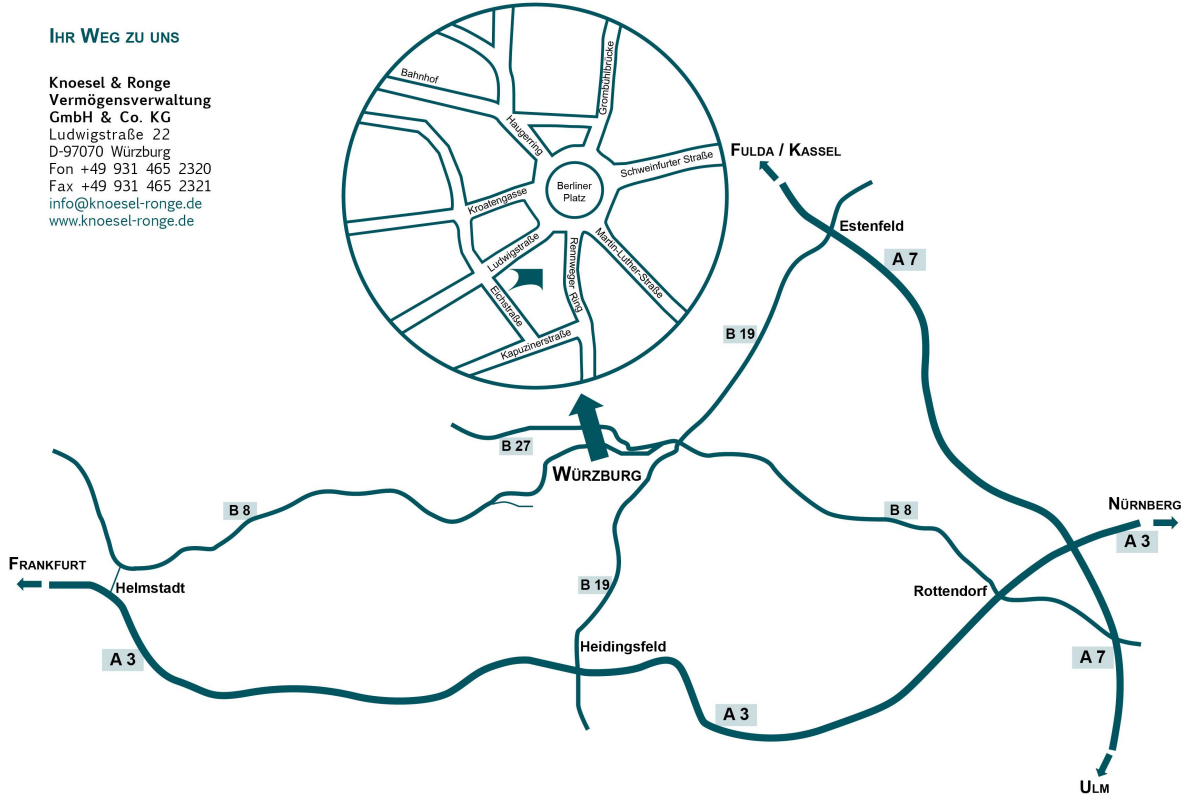 IHR WEG ZU UNS
Knoesel & Ronge
Vermögensverwaltung
GmbH & Co. KG
Ludwigstraße 22
D-97070 Würzburg
Fon +49 931 465 2320
Fax +49 931 465 2321
info@knoesel-ronge.de
www.knoesel-ronge.de
Bahnhof
Grombühlbrücke
Haugerring
Schweinfurter Straße
Berliner
Platz
Kroatengasse
Ludwigstraße
Martin-Luther-Straße
Rennweger Ring
Eichstraße
Kapuzinerstraße
FULDA / KASSEL
Estenfeld
A 7
B 19
B 27
WÜRZBURG
B 8
B 8
NÜRNBERG
A 3
FRANKFURT
Helmstadt
B 19
Rottendorf
Heidingsfeld
A 3
A 7
A 3
ULM